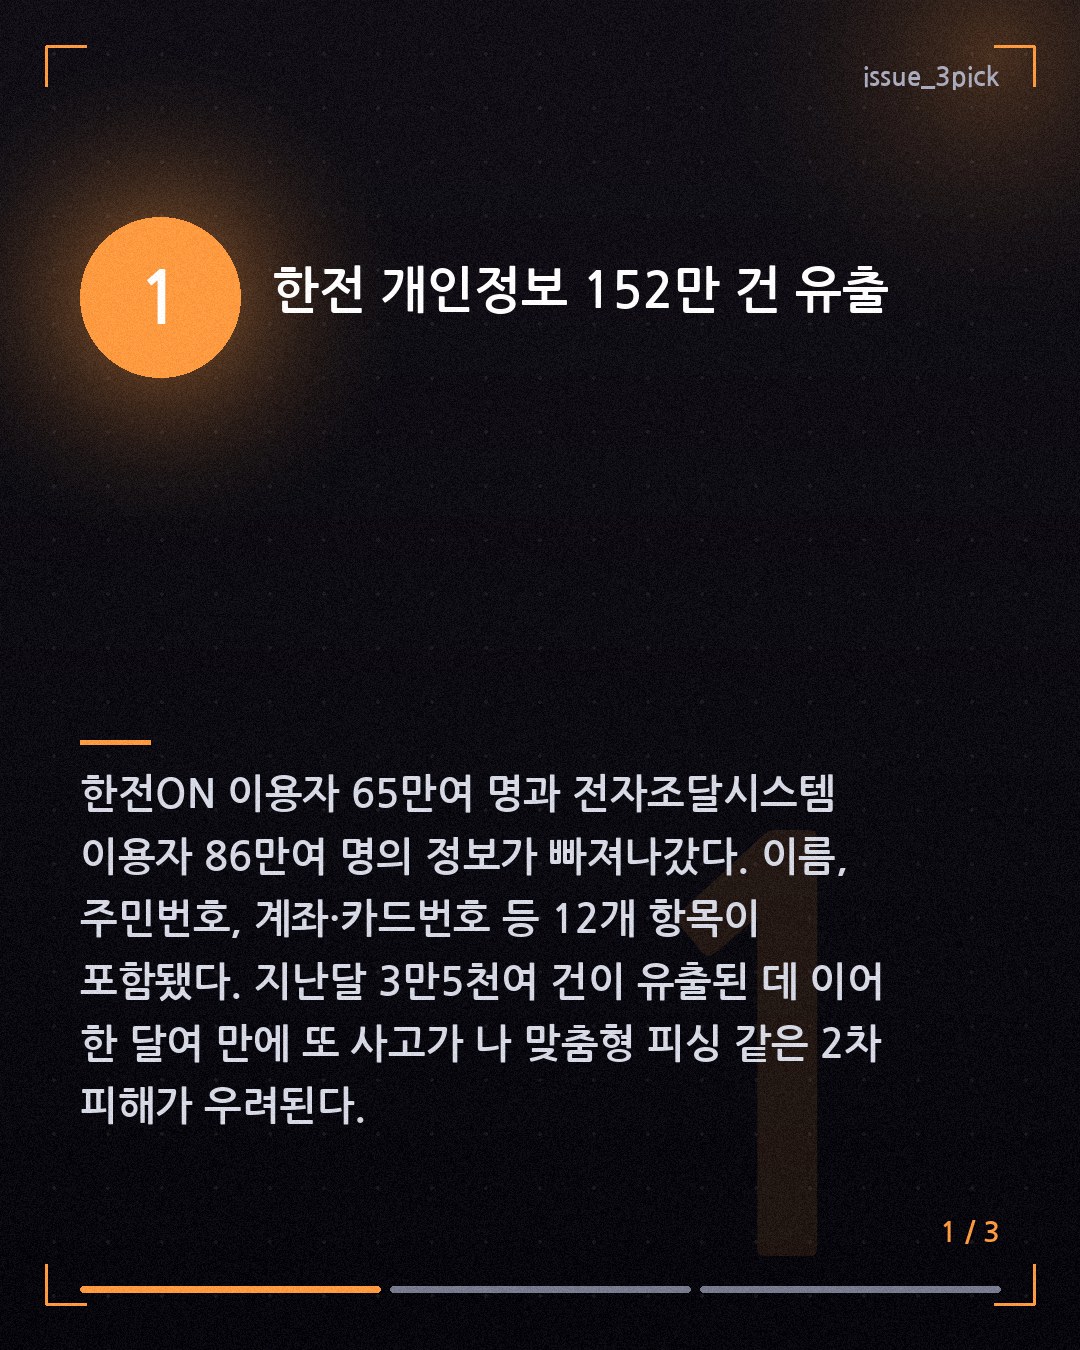 issue_3pick
1
한전 개인정보 152만 건 유출
한전ON 이용자 65만여 명과 전자조달시스템
이용자 86만여 명의 정보가 빠져나갔다. 이름,
주민번호, 계좌·카드번호 등 12개 항목이
포함됐다. 지난달 3만5천여 건이 유출된 데 이어
한 달여 만에 또 사고가 나 맞춤형 피싱 같은 2차
피해가 우려된다.
1
1 / 3